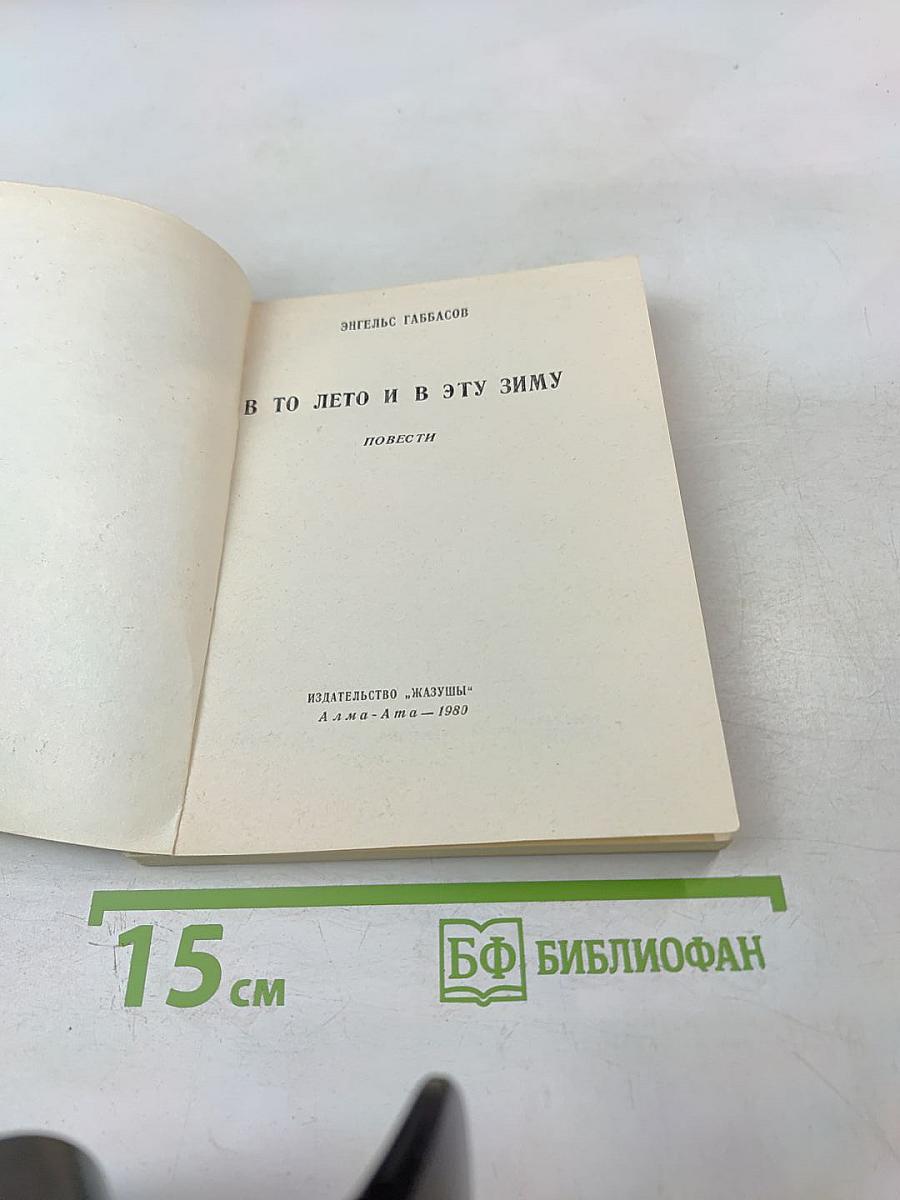 ЭНГЕЛЬС ГАББАСОВ
В ТО ЛЕТО И В ЭТУ ЗИМУ
ПОВЕСТИ
ИЗДАТЕЛЬСТВО „ЖАЗУШЫ“
Алма-Ата — 1980
15 см
БФ БИБЛИОФАН